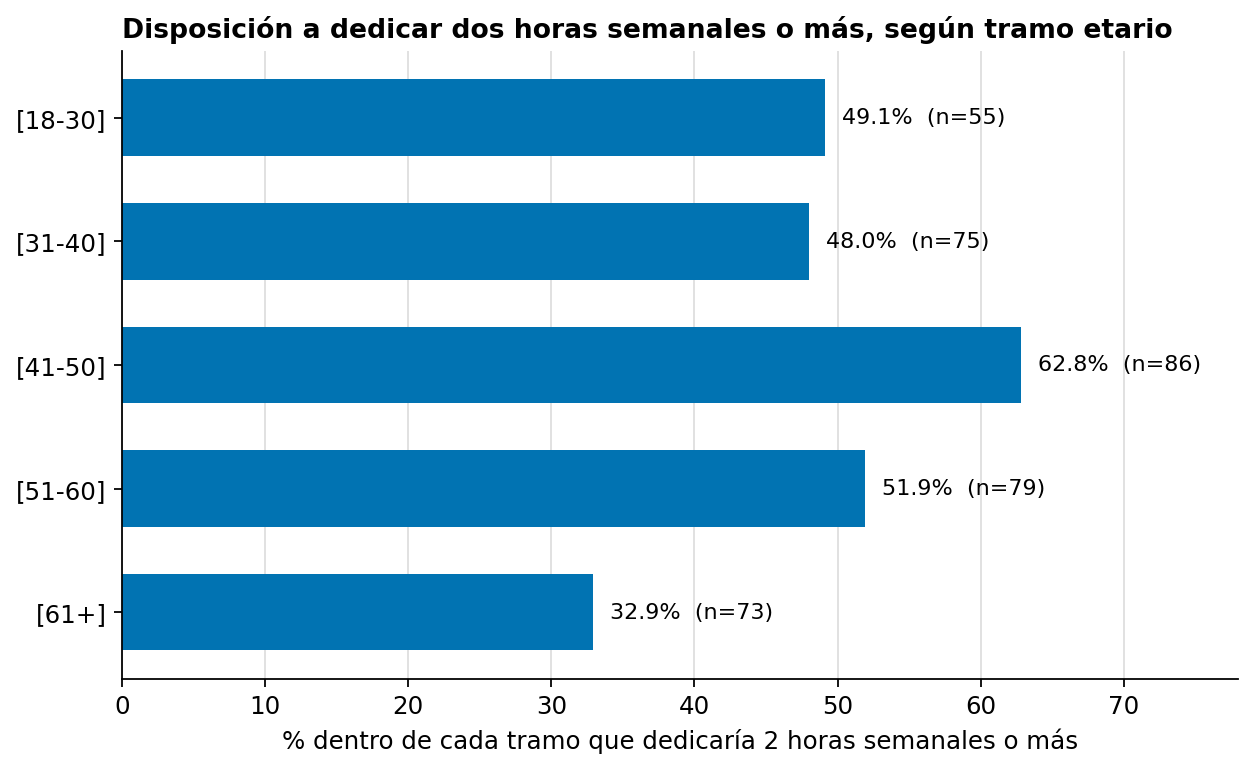 Disposición a dedicar dos horas semanales o más, según tramo etario
[18-30] 49.1% (n=55)
[31-40] 48.0% (n=75)
[41-50] 62.8% (n=86)
[51-60] 51.9% (n=79)
[61+] 32.9% (n=73)
0 10 20 30 40 50 60 70
% dentro de cada tramo que dedicaría 2 horas semanales o más